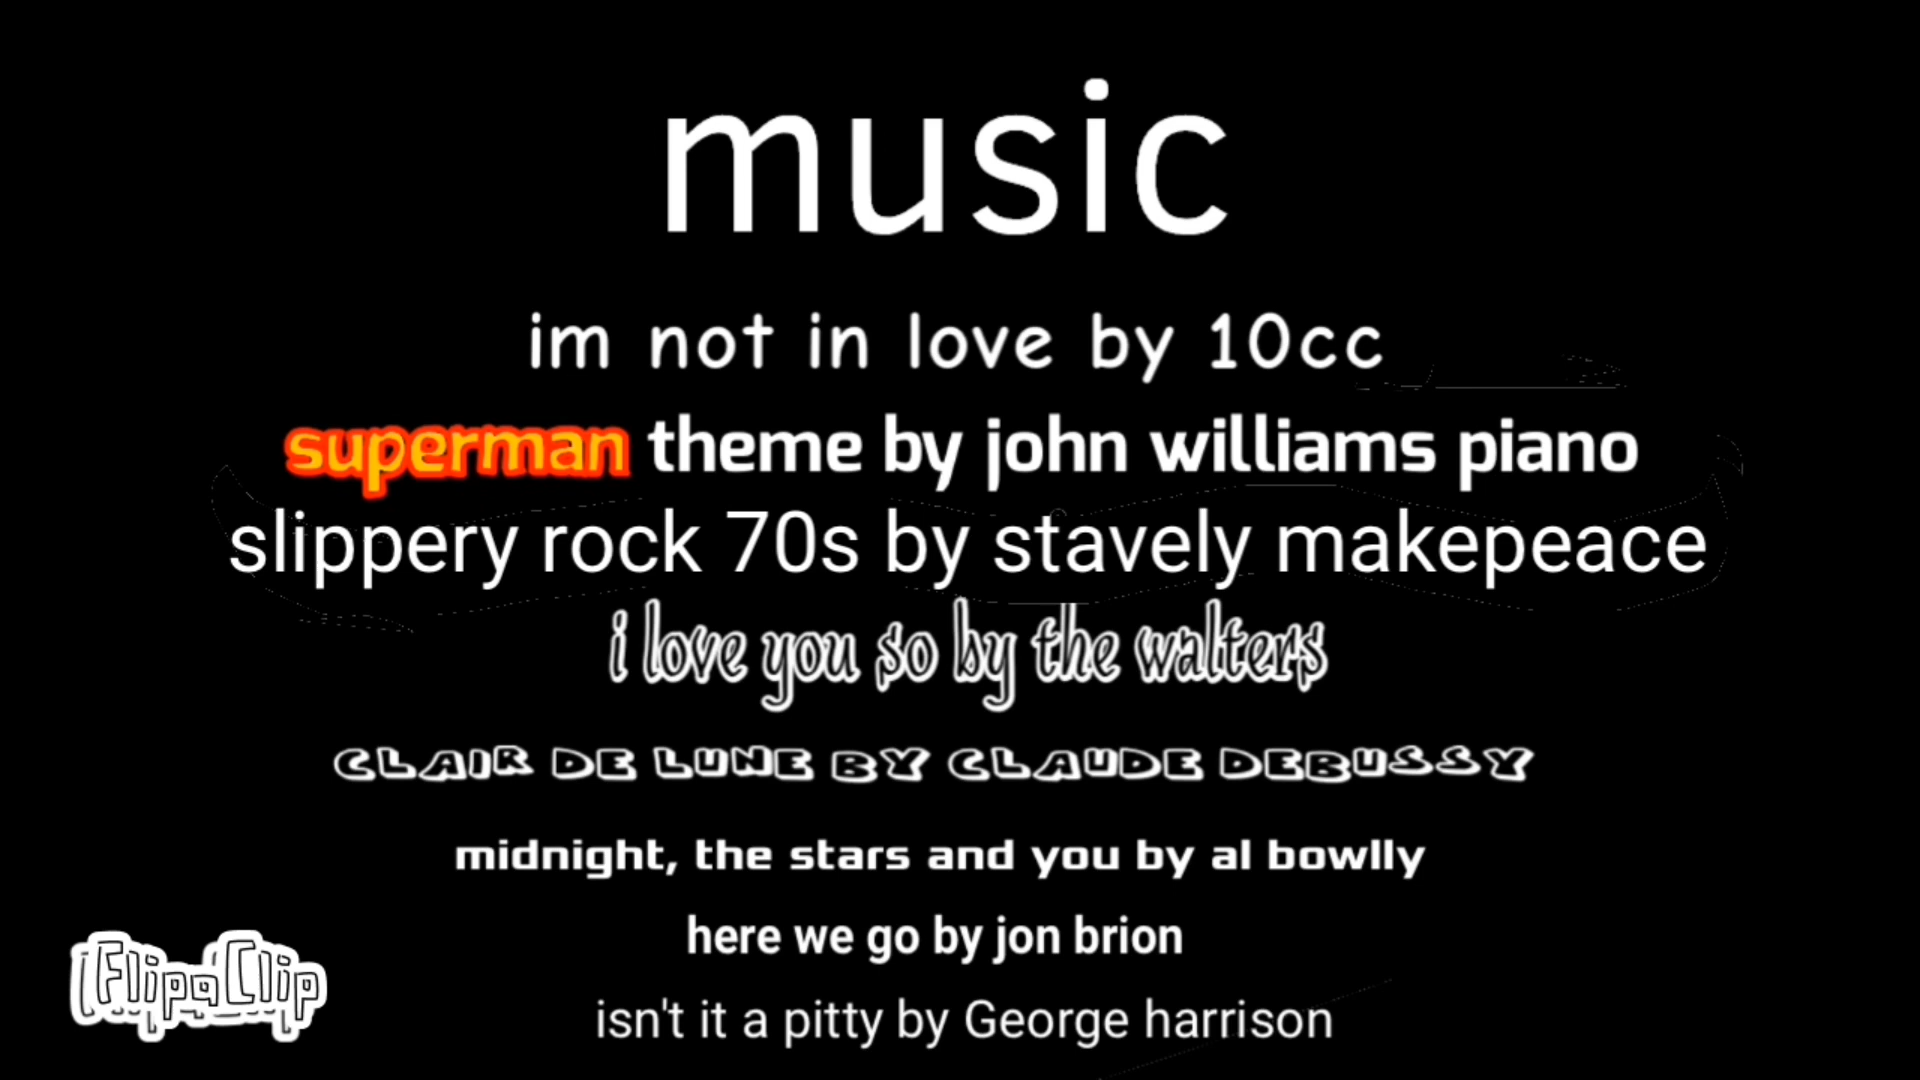 music
im not in love by 10cc
superman theme by john williams piano
slippery rock 70s by stavely makepeace
i love you so by the walters
CLAIR DE LUNE BY CLAUDE DEBUSSY
midnight, the stars and you by al bowlly
here we go by jon brion
FlipaClip
isn't it a pitty by George harrison